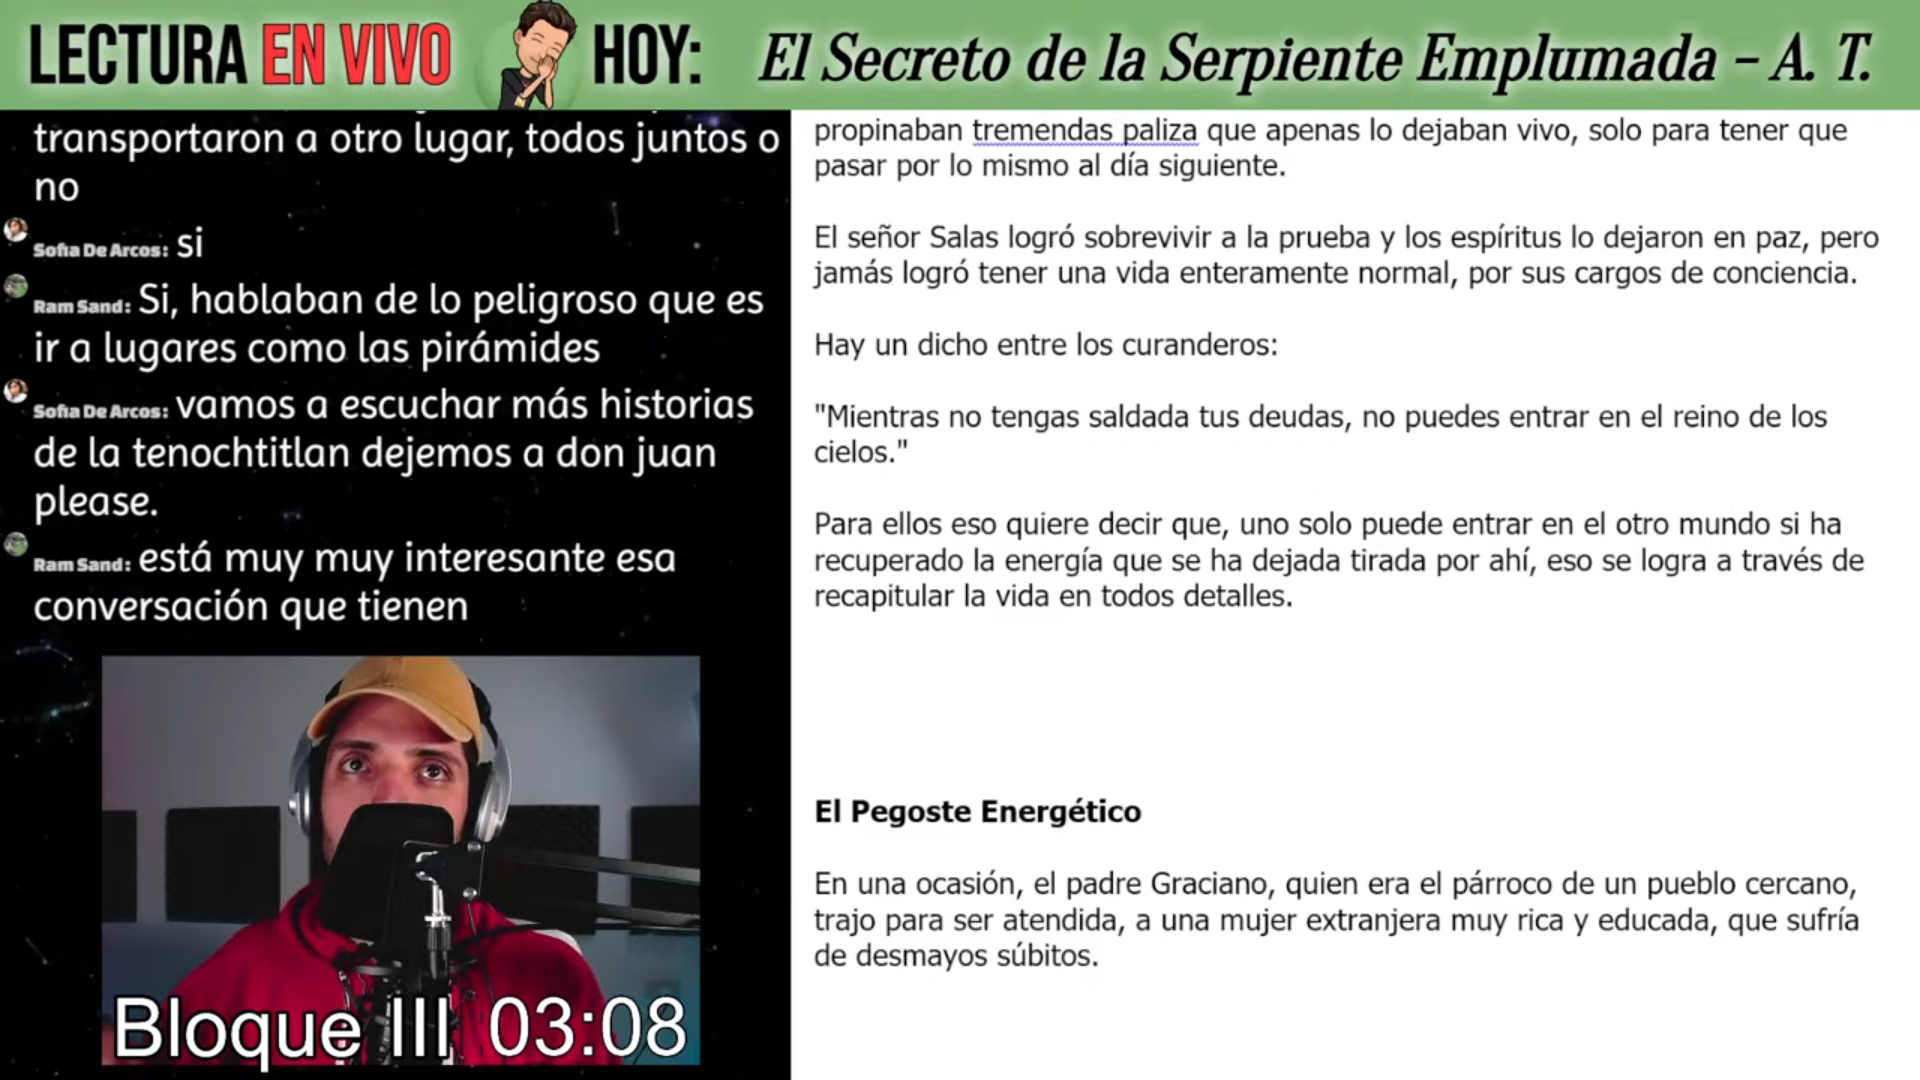 LECTURA EN VIVO HOY: El Secreto de la Serpiente Emplumada - A. T.
transportaron a otro lugar, todos juntos o
no
Sofia De Arcos: si
Ram Sand: Si, hablaban de lo peligroso que es
ir a lugares como las pirámides
Sofia De Arcos: vamos a escuchar más historias
de la tenochtitlan dejemos a don juan
please.
Ram Sand: está muy muy interesante esa
conversación que tienen
Bloque III 03:08
propinaban tremendas paliza que apenas lo dejaban vivo, solo para tener que
pasar por lo mismo al día siguiente.
El señor Salas logró sobrevivir a la prueba y los espíritus lo dejaron en paz, pero
jamás logró tener una vida enteramente normal, por sus cargos de conciencia.
Hay un dicho entre los curanderos:
"Mientras no tengas saldada tus deudas, no puedes entrar en el reino de los
cielos."
Para ellos eso quiere decir que, uno solo puede entrar en el otro mundo si ha
recuperado la energía que se ha dejada tirada por ahí, eso se logra a través de
recapitular la vida en todos detalles.
El Pegoste Energético
En una ocasión, el padre Graciano, quien era el párroco de un pueblo cercano,
trajo para ser atendida, a una mujer extranjera muy rica y educada, que sufría
de desmayos súbitos.